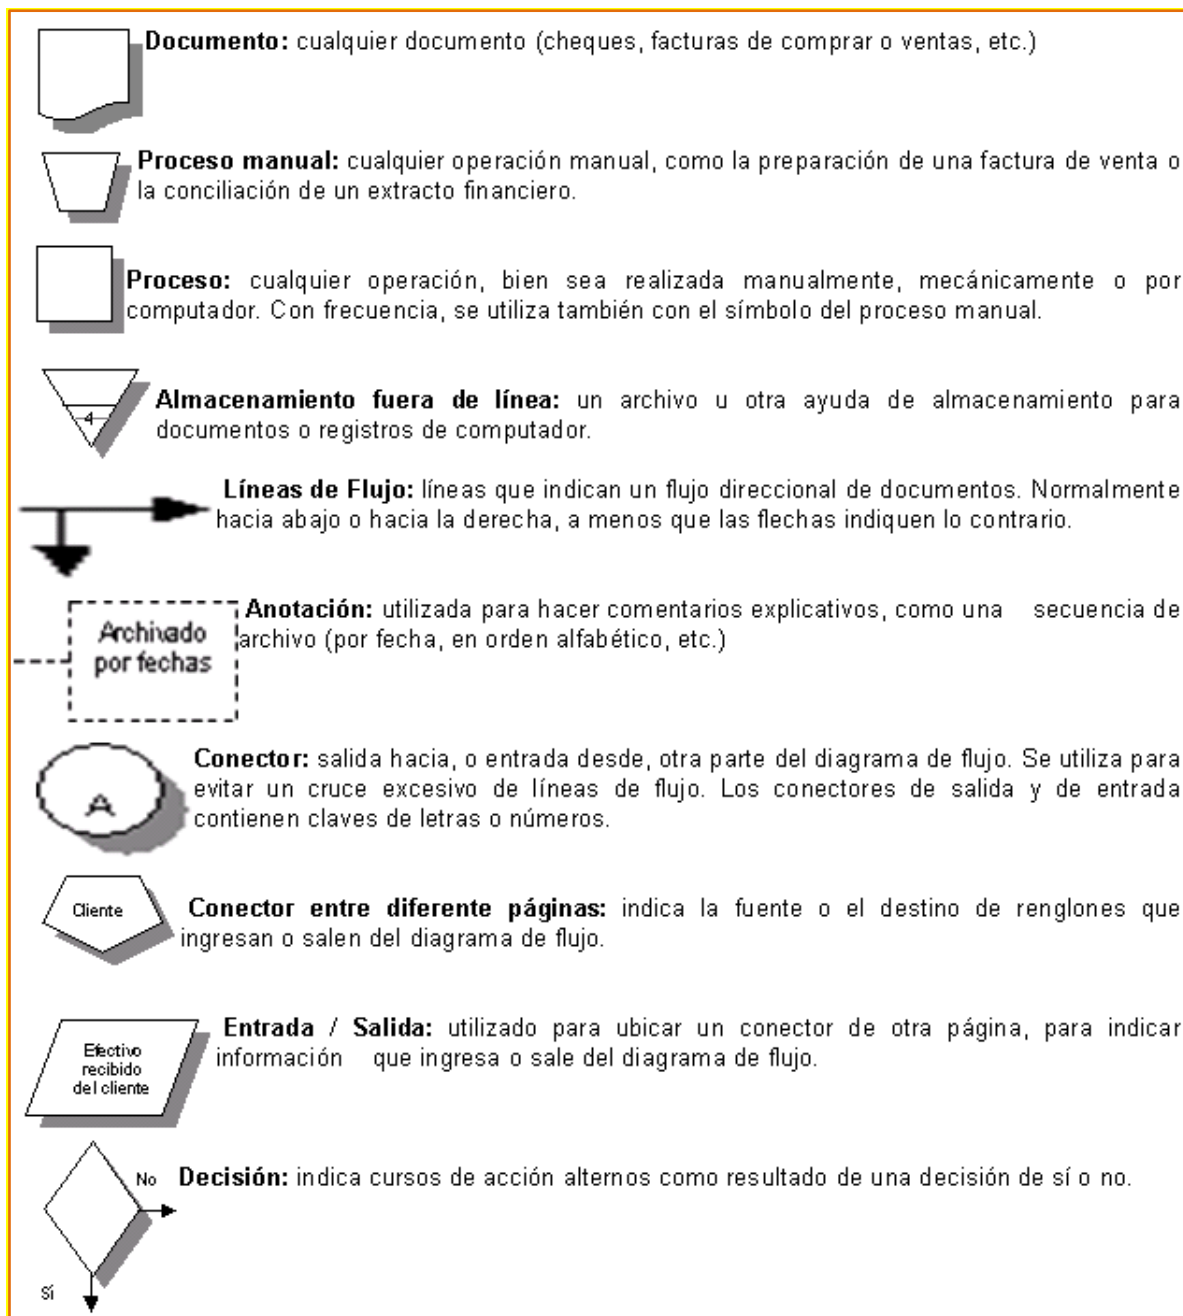 Documento: cualquier documento (cheques, facturas de comprar o ventas, etc.)
Proceso manual: cualquier operación manual, como la preparación de una factura de venta o
la conciliación de un extracto financiero.
Proceso: cualquier operación, bien sea realizada manualmente, mecánicamente o por
computador. Con frecuencia, se utiliza también con el símbolo del proceso manual.
4
Almacenamiento fuera de línea: un archivo u otra ayuda de almacenamiento para
documentos o registros de computador.
Líneas de Flujo: líneas que indican un flujo direccional de documentos. Normalmente
hacia abajo o hacia la derecha, a menos que las flechas indiquen lo contrario.
Archivado
por fechas
Anotación: utilizada para hacer comentarios explicativos, como una secuencia de
archivo (por fecha, en orden alfabético, etc.)
A
Conector: salida hacia, o entrada desde, otra parte del diagrama de flujo. Se utiliza para
evitar un cruce excesivo de líneas de flujo. Los conectores de salida y de entrada
contienen claves de letras o números.
Cliente
Conector entre diferente páginas: indica la fuente o el destino de renglones que
ingresan o salen del diagrama de flujo.
Efectivo
recibido
del cliente
Entrada / Salida: utilizado para ubicar un conector de otra página, para indicar
información que ingresa o sale del diagrama de flujo.
No
Decisión: indica cursos de acción alternos como resultado de una decisión de sí o no.
Sí